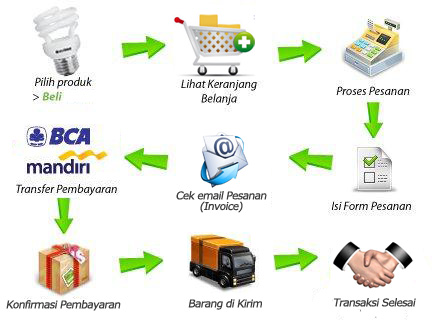 Pilih produk
> Beli
Lihat Keranjang
Belanja
Proses Pesanan
BCA
mandiri
Transfer Pembayaran
Cek email Pesanan
(Invoice)
Isi Form Pesanan
Konfirmasi Pembayaran
Barang di Kirim
Transaksi Selesai